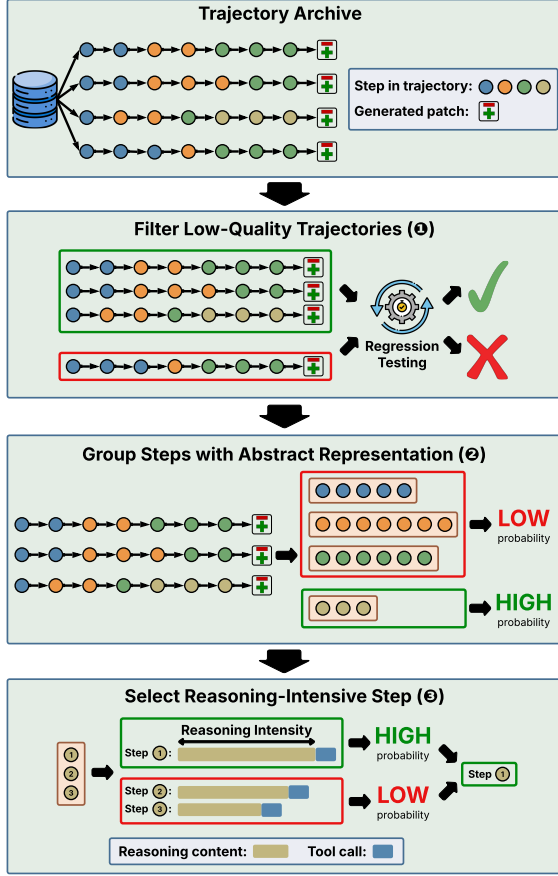 Trajectory Archive
Step in trajectory:
Generated patch:
Filter Low-Quality Trajectories (❶)
Regression
Testing
Group Steps with Abstract Representation (❷)
LOW
probability
HIGH
probability
Select Reasoning-Intensive Step (❸)
Reasoning Intensity
1
2
3
Step ①:
Step ②:
Step ③:
HIGH
probability
LOW
probability
Step ①
Reasoning content:
Tool call: